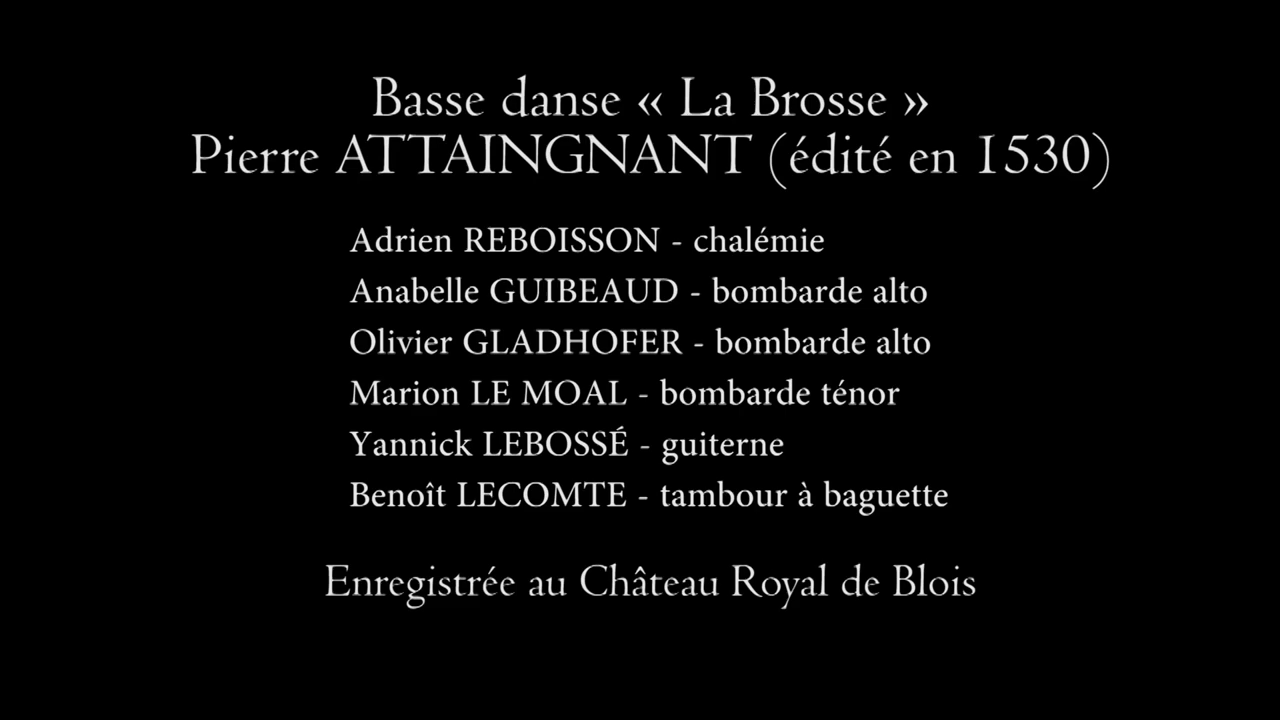 Basse danse « La Brosse »
Pierre ATTAINGNANT (édité en 1530)
Adrien REBOISSON - chalémie
Anabelle GUIBEAUD - bombarde alto
Olivier GLADHOFER - bombarde alto
Marion LE MOAL - bombarde ténor
Yannick LEBOSSÉ - guiterne
Benoît LECOMTE - tambour à baguette
Enregistrée au Château Royal de Blois